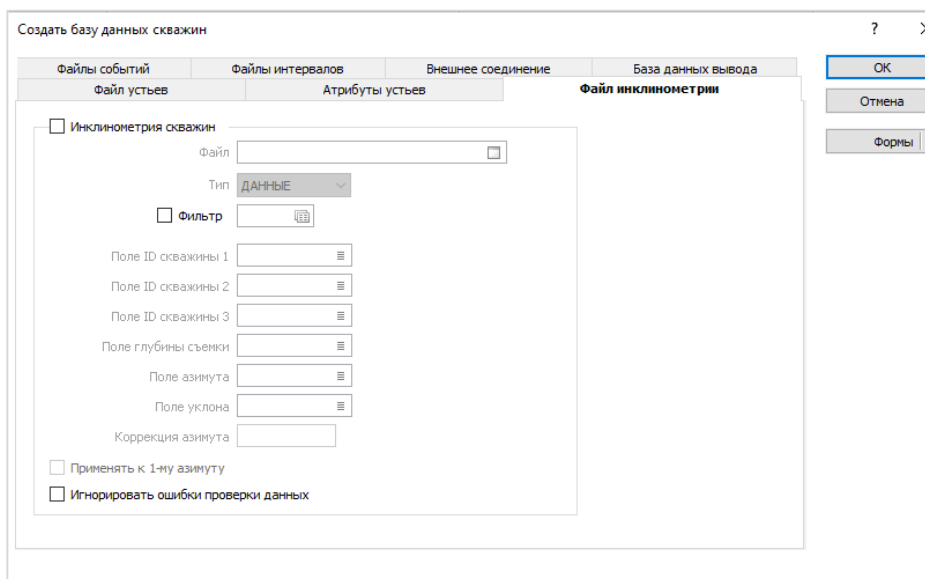 Создать базу данных скважин ?
Файлы событий Файлы интервалов Внешнее соединение База данных вывода
Файл устьев Атрибуты устьев Файл инклинометрии
OK
Отмена
Формы
Инклинометрия скважин
Файл
Тип ДАННЫЕ
Фильтр
Поле ID скважины 1
Поле ID скважины 2
Поле ID скважины 3
Поле глубины съемки
Поле азимута
Поле уклона
Коррекция азимута
Применять к 1-му азимуту
Игнорировать ошибки проверки данных